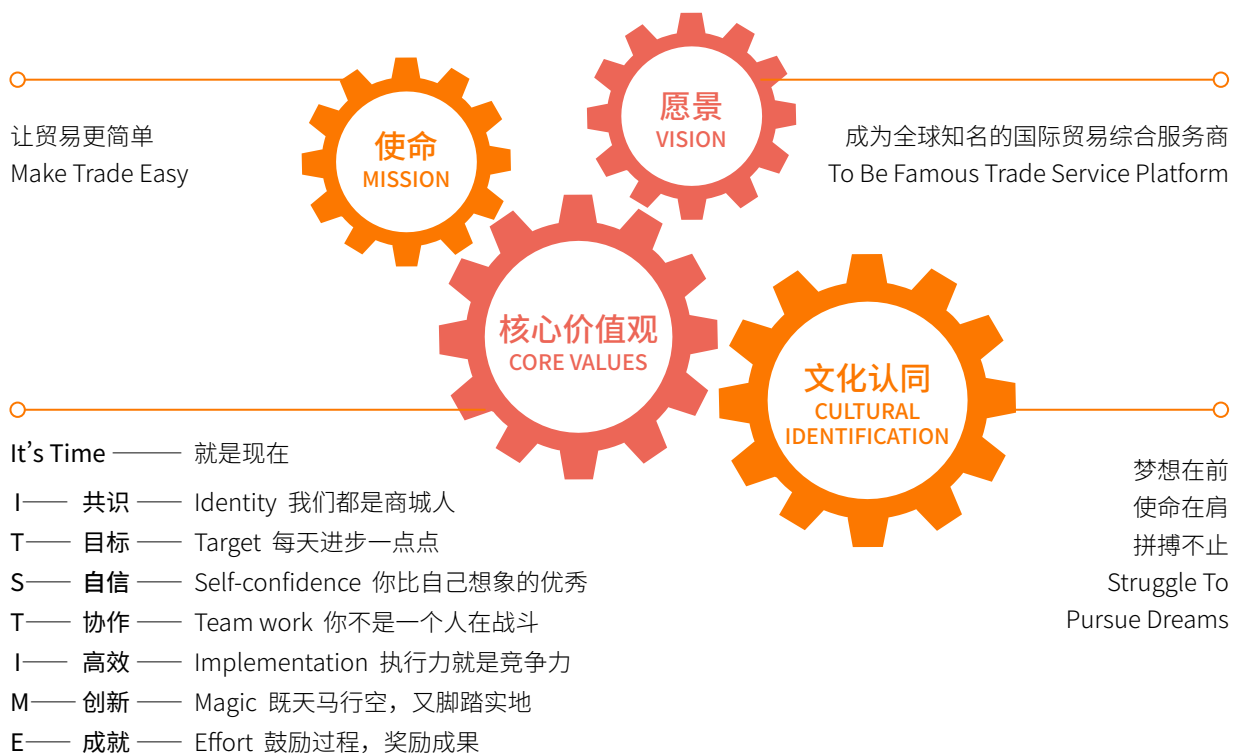 使命
MISSION
让贸易更简单
Make Trade Easy
愿景
VISION
成为全球知名的国际贸易综合服务商
To Be Famous Trade Service Platform
核心价值观
CORE VALUES
It's Time —— 就是现在
I—— 共识 —— Identity 我们都是商城人
T—— 目标 —— Target 每天进步一点点
S—— 自信 —— Self-confidence 你比自己想象的优秀
T—— 协作 —— Team work 你不是一个人在战斗
I—— 高效 —— Implementation 执行力就是竞争力
M—— 创新 —— Magic 既天马行空，又脚踏实地
E—— 成就 —— Effort 鼓励过程，奖励成果
文化认同
CULTURAL
IDENTIFICATION
梦想在前
使命在肩
拼搏不止
Struggle To
Pursue Dreams